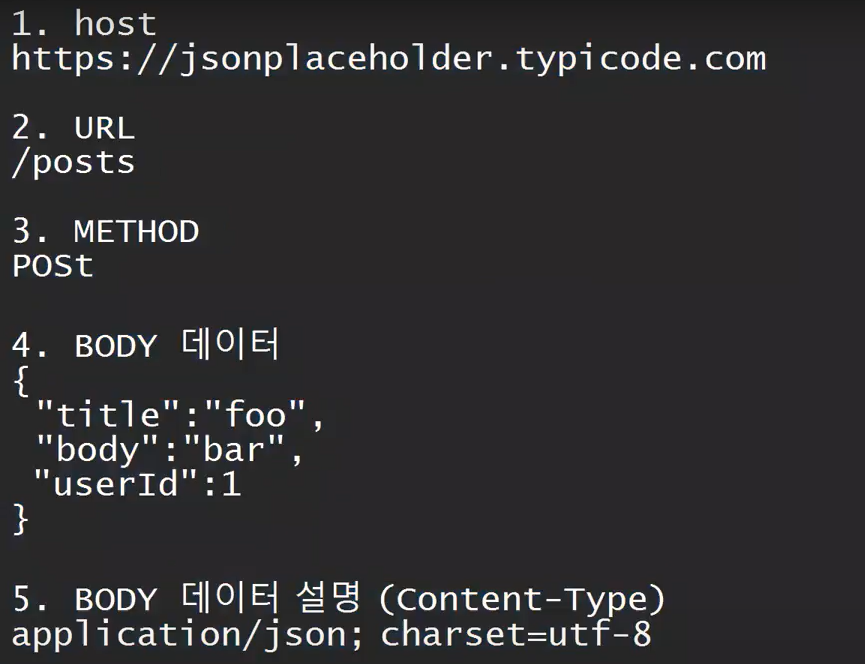 1. host
https://jsonplaceholder.typicode.com
2. URL
/posts
3. METHOD
POSt
4. BODY 데이터
{
"title":"foo",
"body":"bar",
"userId":1
}
5. BODY 데이터 설명 (Content-Type)
application/json; charset=utf-8